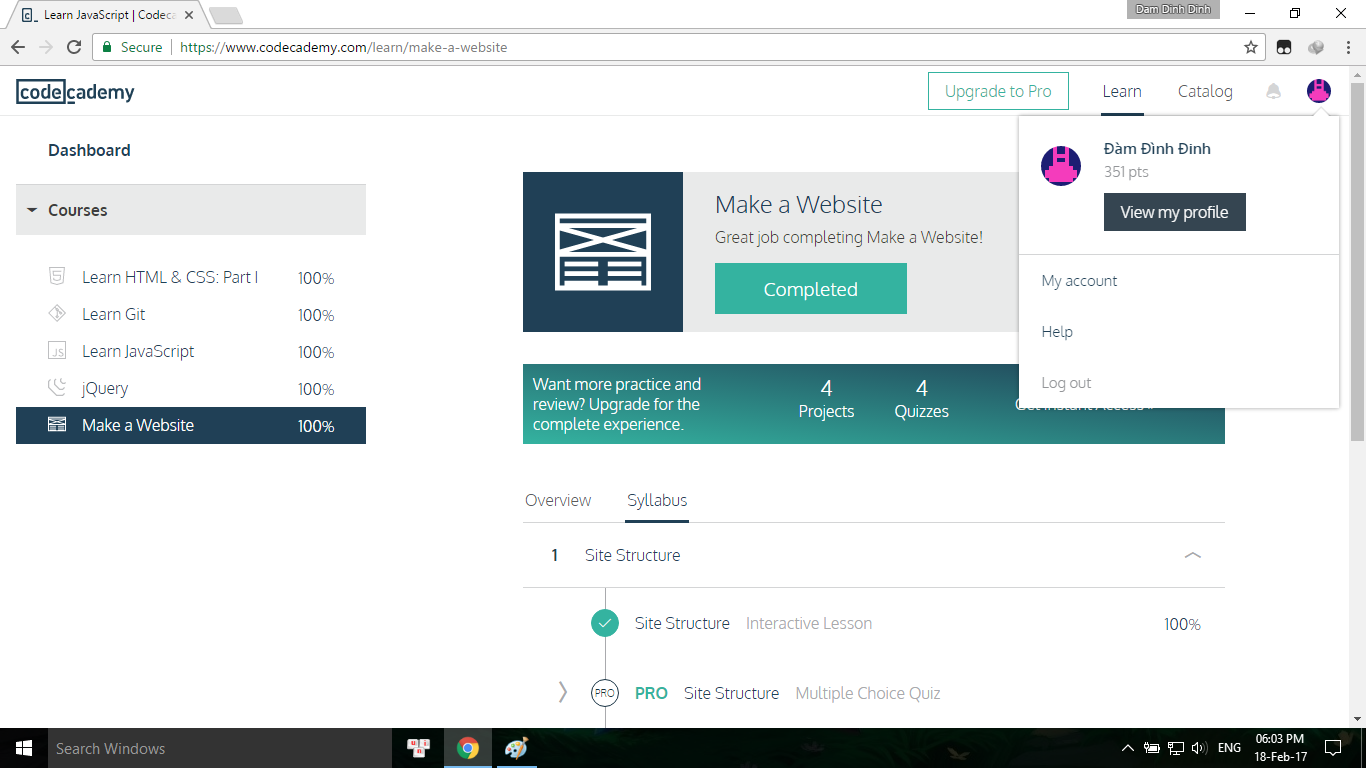 Learn JavaScript | Codeca
Dam Dinh Dinh
Secure
https://www.codecademy.com/learn/make-a-website
codecademy
Upgrade to Pro
Learn
Catalog
Dashboard
Courses
Learn HTML & CSS: Part I 100%
Learn Git 100%
Learn JavaScript 100%
jQuery 100%
Make a Website 100%
Make a Website
Great job completing Make a Website!
Completed
Đàm Đình Đinh
351 pts
View my profile
My account
Help
Log out
Want more practice and
review? Upgrade for the
complete experience.
4
Projects
4
Quizzes
Get Instant Access
Overview
Syllabus
1 Site Structure
Site Structure Interactive Lesson 100%
PRO PRO Site Structure Multiple Choice Quiz
Search Windows
ENG
06:03 PM
18-Feb-17